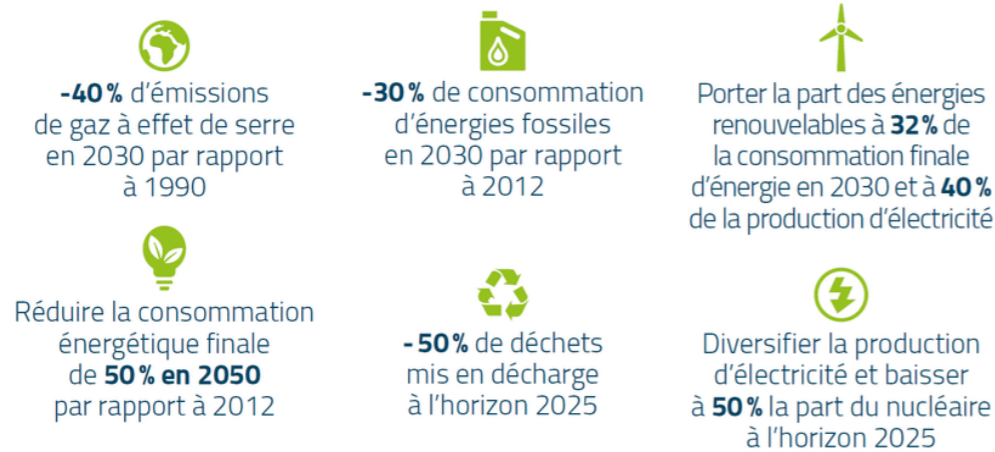 -40 % d'émissions
de gaz à effet de serre
en 2030 par rapport
à 1990
-30 % de consommation
d'énergies fossiles
en 2030 par rapport
à 2012
Porter la part des énergies
renouvelables à 32 % de
la consommation finale
d'énergie en 2030 et à 40 %
de la production d'électricité
Réduire la consommation
énergétique finale
de 50 % en 2050
par rapport à 2012
- 50 % de déchets
mis en décharge
à l'horizon 2025
Diversifier la production
d'électricité et baisser
à 50 % la part du nucléaire
à l'horizon 2025